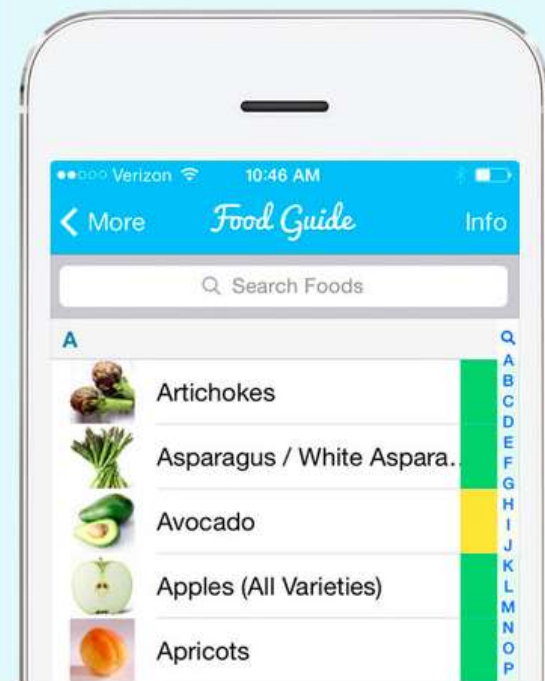 Verizon 10:46 AM
More Food Guide Info
Search Foods
A
Artichokes
Asparagus / White Aspara..
Avocado
Apples (All Varieties)
Apricots
A
B
C
D
E
F
G
H
I
J
K
L
M
N
O
P